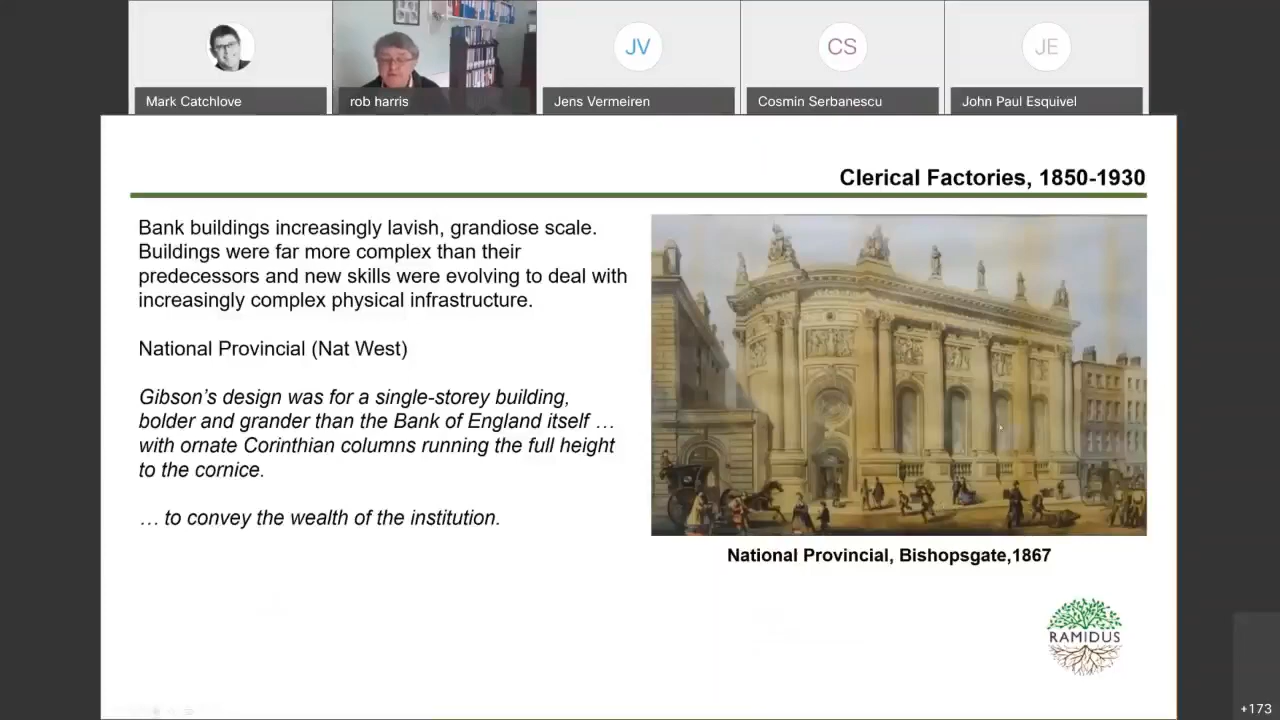 JV
CS
JE
Mark Catchlove
rob harris
Jens Vermeiren
Cosmin Serbanescu
John Paul Esquivel
Clerical Factories, 1850-1930
Bank buildings increasingly lavish, grandiose scale.
Buildings were far more complex than their
predecessors and new skills were evolving to deal with
increasingly complex physical infrastructure.
National Provincial (Nat West)
Gibson’s design was for a single-storey building,
bolder and grander than the Bank of England itself …
with ornate Corinthian columns running the full height
to the cornice.
… to convey the wealth of the institution.
National Provincial, Bishopsgate,1867
RAMIDUS
+173